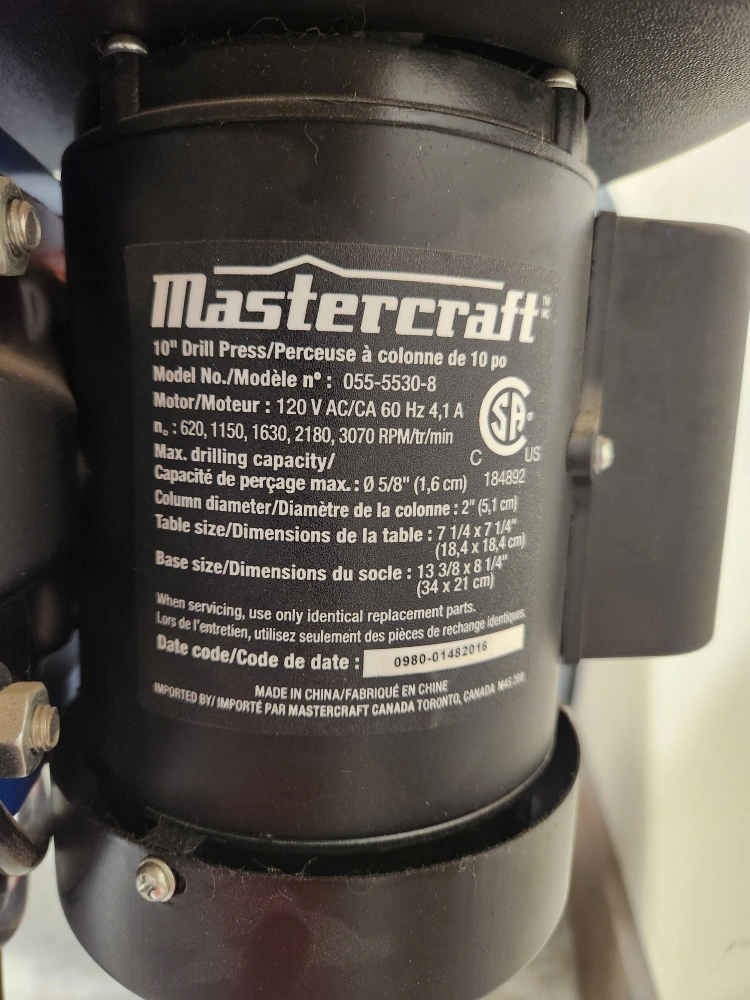 Mastercraft TM MC
10" Drill Press/Perceuse à colonne de 10 po
Model No./Modèle n° : 055-5530-8
Motor/Moteur : 120 V AC/CA 60 Hz 4,1 A
n₀ : 620, 1150, 1630, 2180, 3070 RPM/tr/min
Max. drilling capacity/
Capacité de perçage max. : Ø 5/8" (1,6 cm)
CSA ®
C US
184892
Column diameter/Diamètre de la colonne : 2" (5,1 cm)
Table size/Dimensions de la table : 7 1/4 x 7 1/4"
(18,4 x 18,4 cm)
Base size/Dimensions du socle : 13 3/8 x 8 1/4"
(34 x 21 cm)
When servicing, use only identical replacement parts.
Lors de l'entretien, utilisez seulement des pièces de rechange identiques.
Date code/Code de date : 0980-01482016
MADE IN CHINA/FABRIQUÉ EN CHINE
IMPORTED BY/ IMPORTÉ PAR MASTERCRAFT CANADA TORONTO, CANADA M4S 2B8